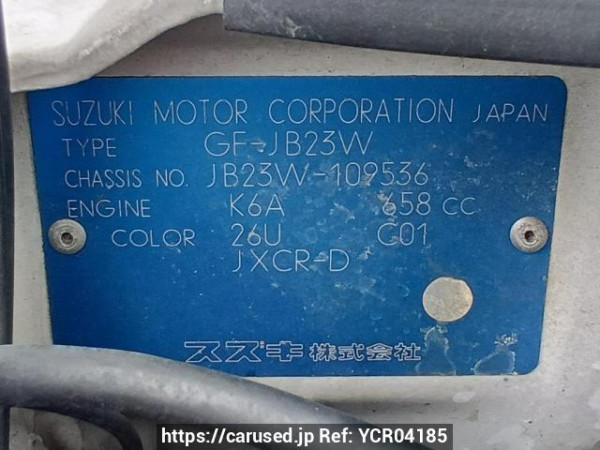 SUZUKI MOTOR CORPORATION JAPAN
TYPE GF-JB23W
CHASSIS NO. JB23W-109536
ENGINE K6A 658 CC
COLOR 26U C01
JXCR-D
スズキ株式会社
https://carused.jp Ref: YCR04185